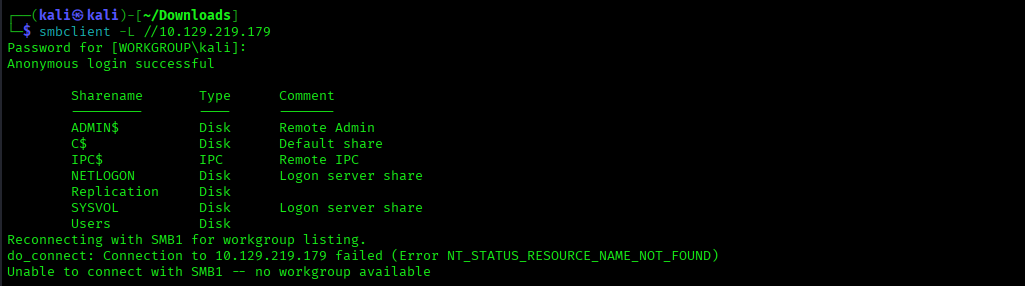 ┌──(kali㉿kali)-[~/Downloads]
└─$ smbclient -L //10.129.219.179
Password for [WORKGROUP\kali]:
Anonymous login successful
Sharename Type Comment
--------- ---- -------
ADMIN$ Disk Remote Admin
C$ Disk Default share
IPC$ IPC Remote IPC
NETLOGON Disk Logon server share
Replication Disk
SYSVOL Disk Logon server share
Users Disk
Reconnecting with SMB1 for workgroup listing.
do_connect: Connection to 10.129.219.179 failed (Error NT_STATUS_RESOURCE_NAME_NOT_FOUND)
Unable to connect with SMB1 -- no workgroup available